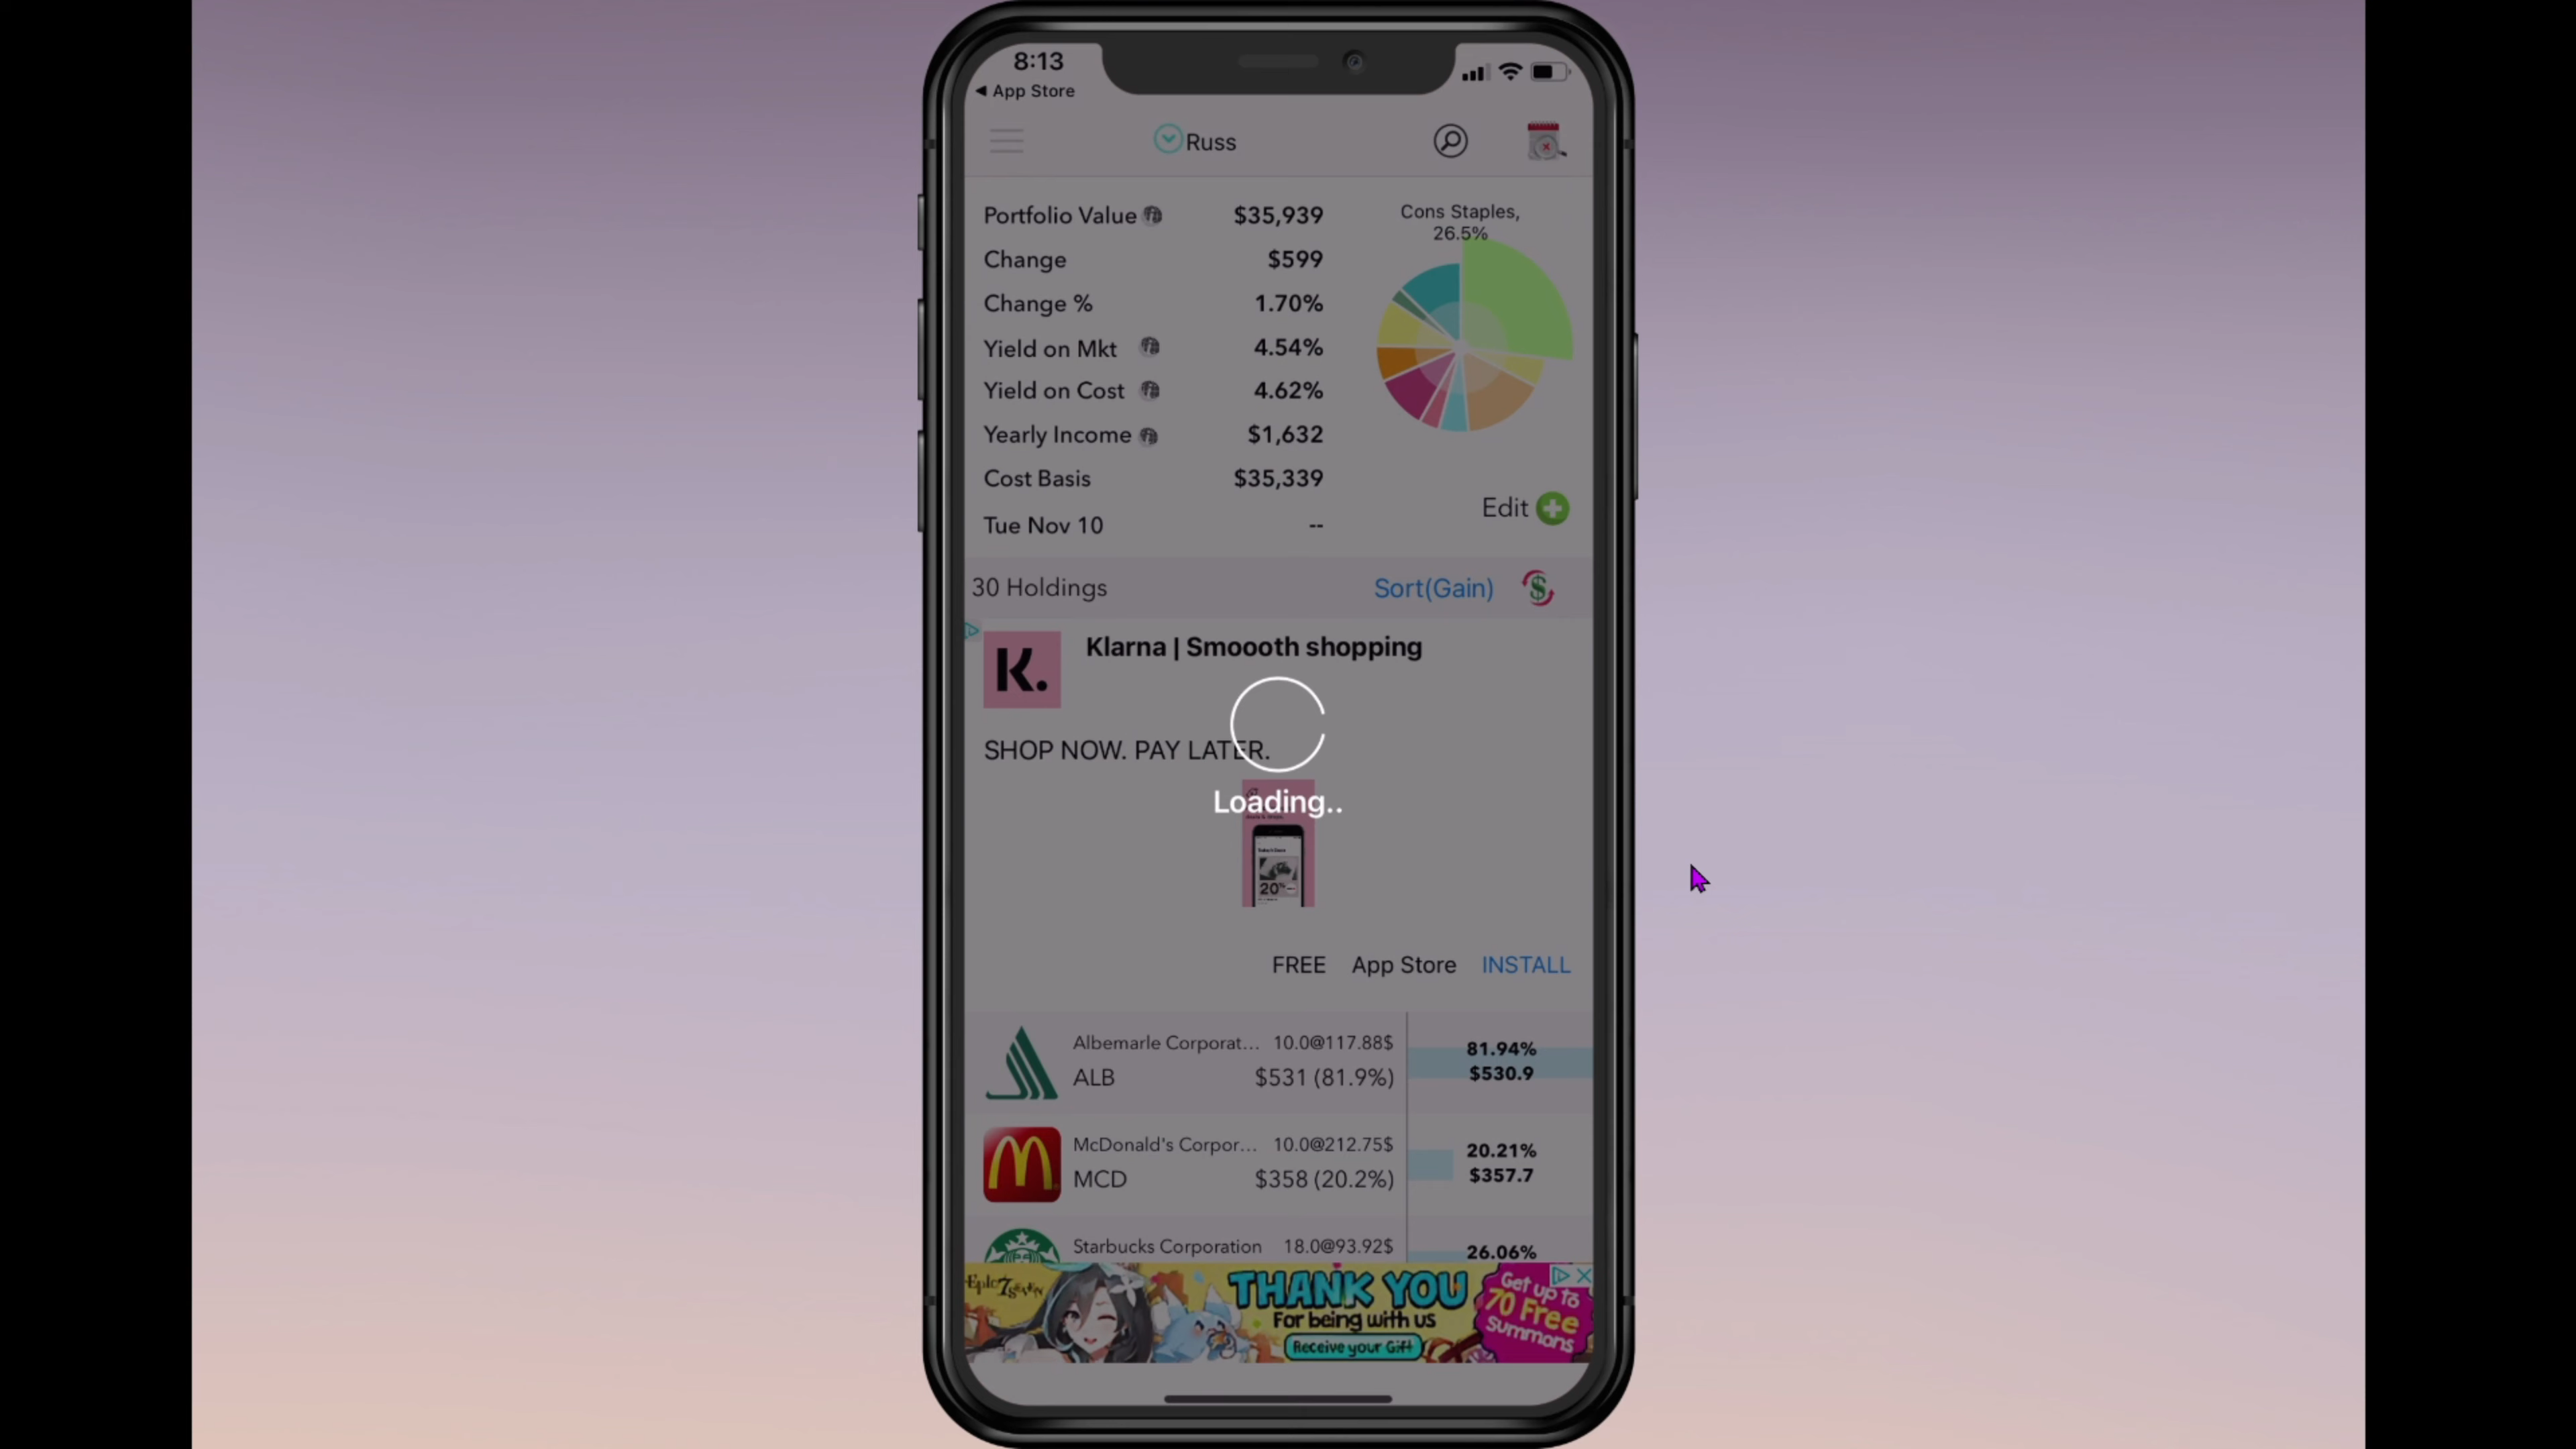 8:13
◀ App Store
Russ
Portfolio Value $35,939
Change $599
Change % 1.70%
Yield on Mkt 4.54%
Yield on Cost 4.62%
Yearly Income $1,632
Cost Basis $35,339
Tue Nov 10 --
Cons Staples,
26.5%
Edit
30 Holdings Sort(Gain) $
K. Klarna | Smoooth shopping
SHOP NOW. PAY LATER.
Loading..
20%
FREE App Store INSTALL
Albemarle Corporat... 10.0@117.88$
ALB $531 (81.9%)
81.94%
$530.9
McDonald's Corpor... 10.0@212.75$
MCD $358 (20.2%)
20.21%
$357.7
Starbucks Corporation 18.0@93.92$
26.06%
Epic7
THANK YOU
For being with us
Receive your Gift
Get up to
70 Free
Summons